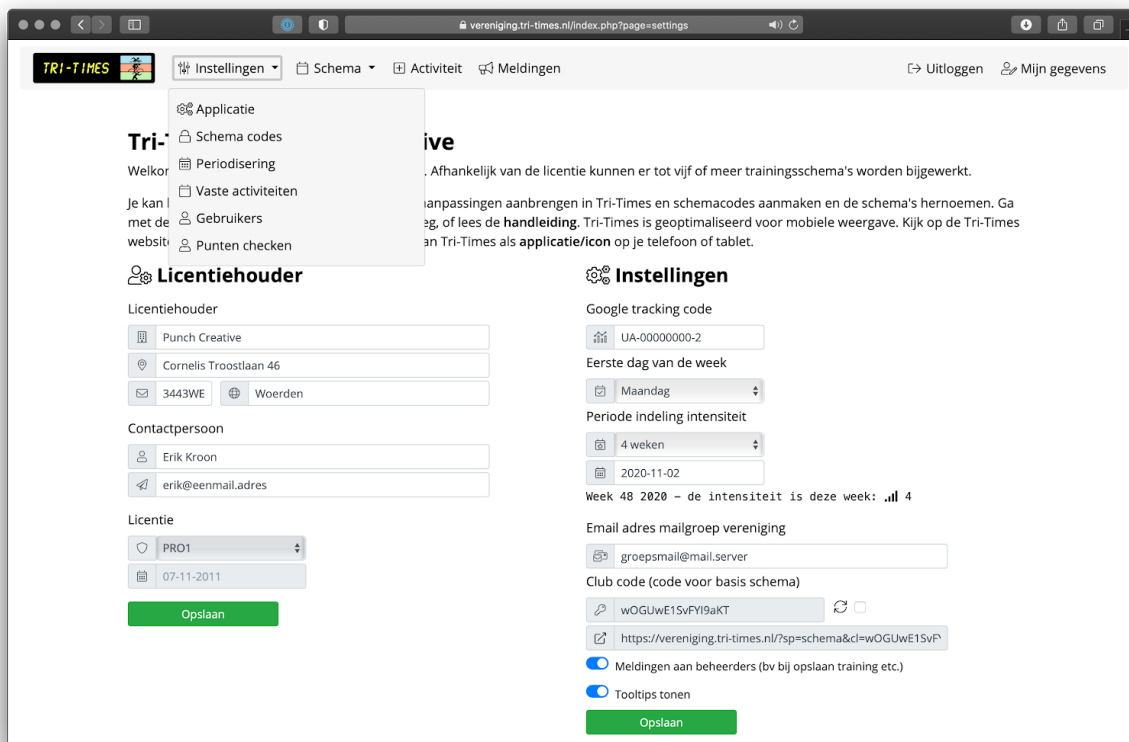 vereniging.tri-times.nl/index.php?page=settings
TRI-TIMES
Instellingen
Schema
Activiteit
Meldingen
Uitloggen
Mijn gegevens
Applicatie
Schema codes
Periodisering
Vaste activiteiten
Gebruikers
Punten checken
Tri-
ive
Welko
. Afhankelijk van de licentie kunnen er tot vijf of meer trainingsschema's worden bijgewerkt.
Je kan
aanpassingen aanbrengen in Tri-Times en schemacodes aanmaken en de schema's hernoemen. Ga
met de
eg, of lees de handleiding. Tri-Times is geoptimaliseerd voor mobiele weergave. Kijk op de Tri-Times
website
an Tri-Times als applicatie/icon op je telefoon of tablet.
Licentiehouder
Licentiehouder
Punch Creative
Cornelis Troostlaan 46
3443WE
Woerden
Contactpersoon
Erik Kroon
erik@eenmail.adres
Licentie
PRO1
07-11-2011
Opslaan
Instellingen
Google tracking code
UA-00000000-2
Eerste dag van de week
Maandag
Periode indeling intensiteit
4 weken
2020-11-02
Week 48 2020 – de intensiteit is deze week: 4
Email adres mailgroep vereniging
groepsmail@mail.server
Club code (code voor basis schema)
wOGUwE1SvFYI9aKT
https://vereniging.tri-times.nl/?sp=schema&cl=wOGUwE1SvFY
Meldingen aan beheerders (bv bij opslaan training etc.)
Tooltips tonen
Opslaan